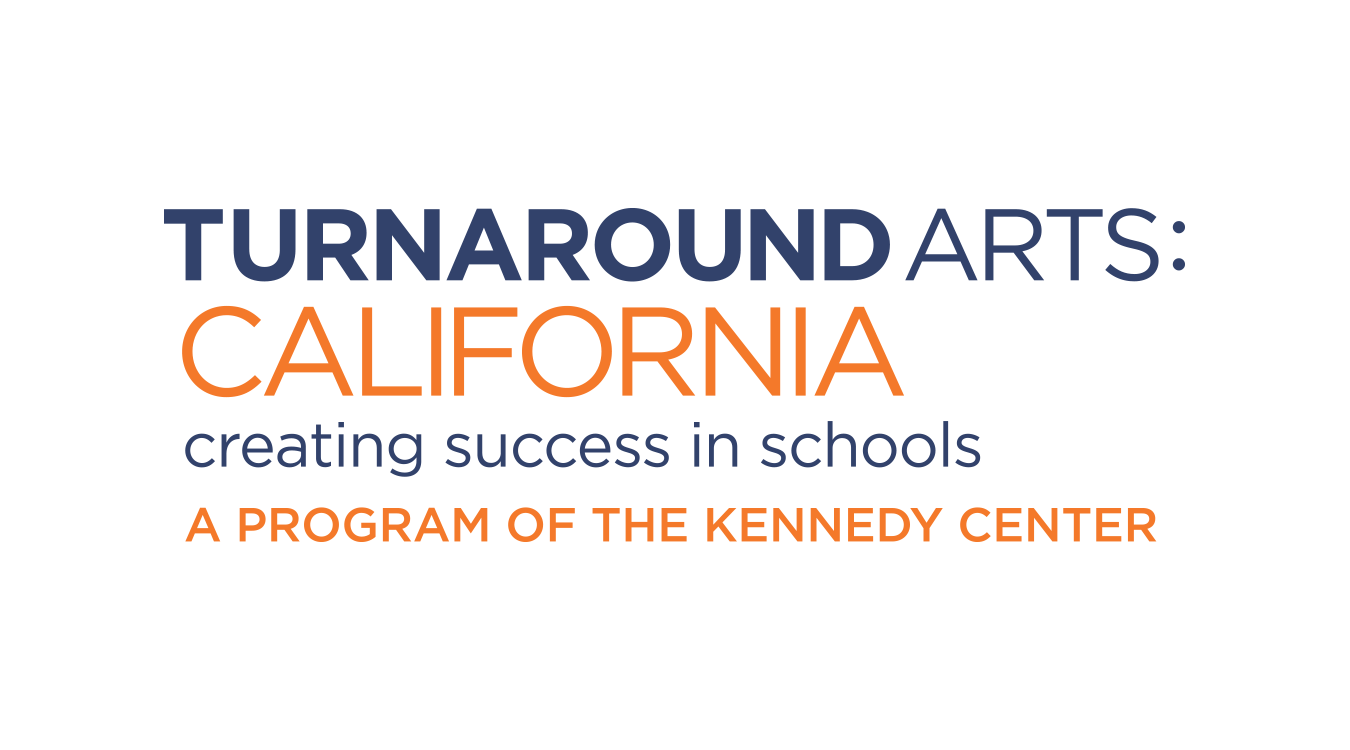 TURNAROUND ARTS:
CALIFORNIA
creating success in schools
A PROGRAM OF THE KENNEDY CENTER